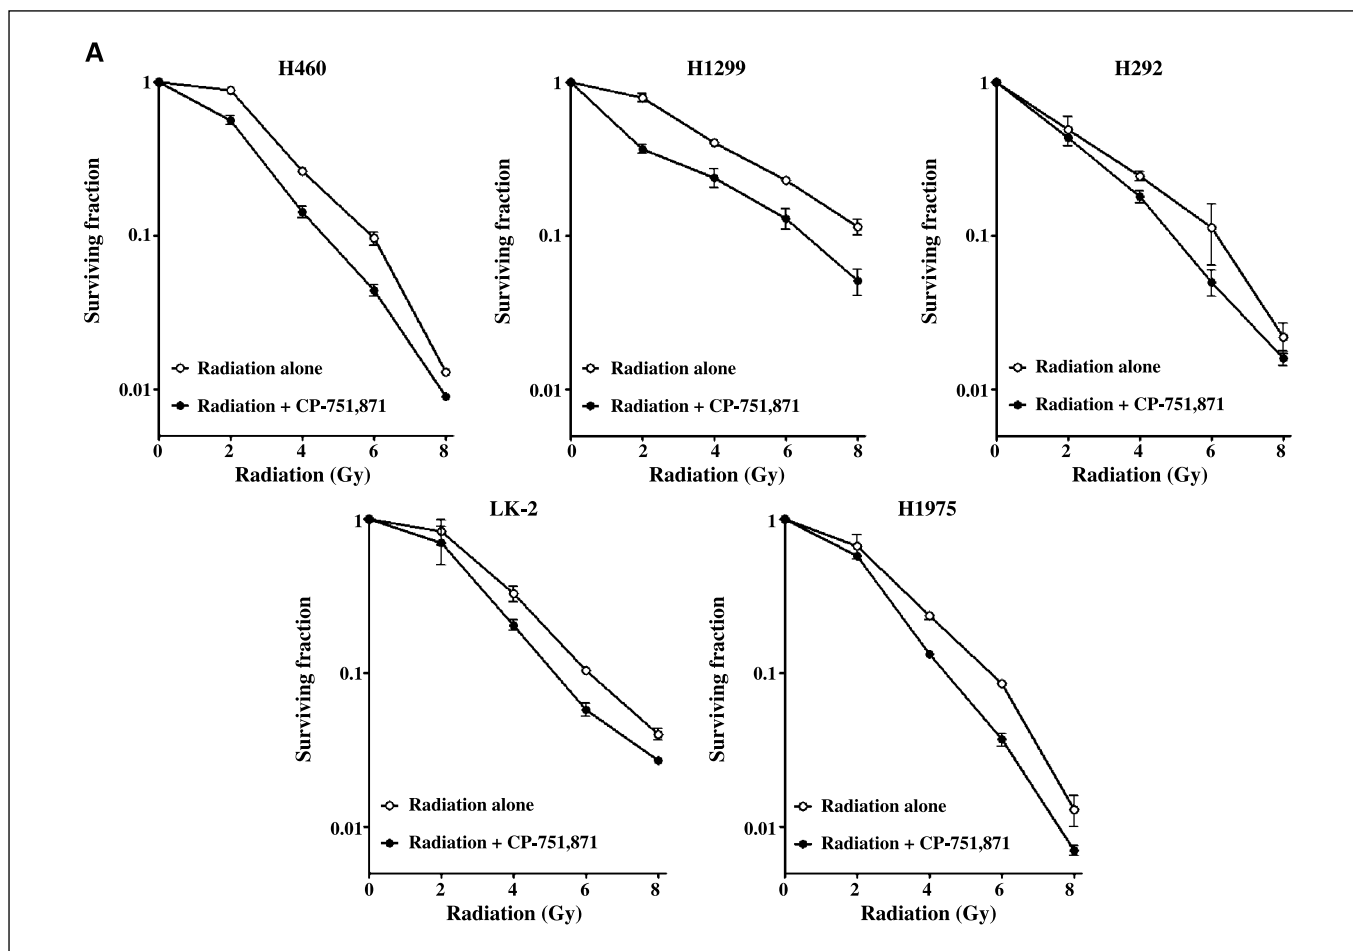 A
H460
1
0.1
0.01
Surviving fraction
Radiation alone
Radiation + CP-751,871
0 2 4 6 8
Radiation (Gy)
H1299
1
0.1
0.01
Surviving fraction
Radiation alone
Radiation + CP-751,871
0 2 4 6 8
Radiation (Gy)
H292
1
0.1
0.01
Surviving fraction
Radiation alone
Radiation + CP-751,871
0 2 4 6 8
Radiation (Gy)
LK-2
1
0.1
0.01
Surviving fraction
Radiation alone
Radiation + CP-751,871
0 2 4 6 8
Radiation (Gy)
H1975
1
0.1
0.01
Surviving fraction
Radiation alone
Radiation + CP-751,871
0 2 4 6 8
Radiation (Gy)